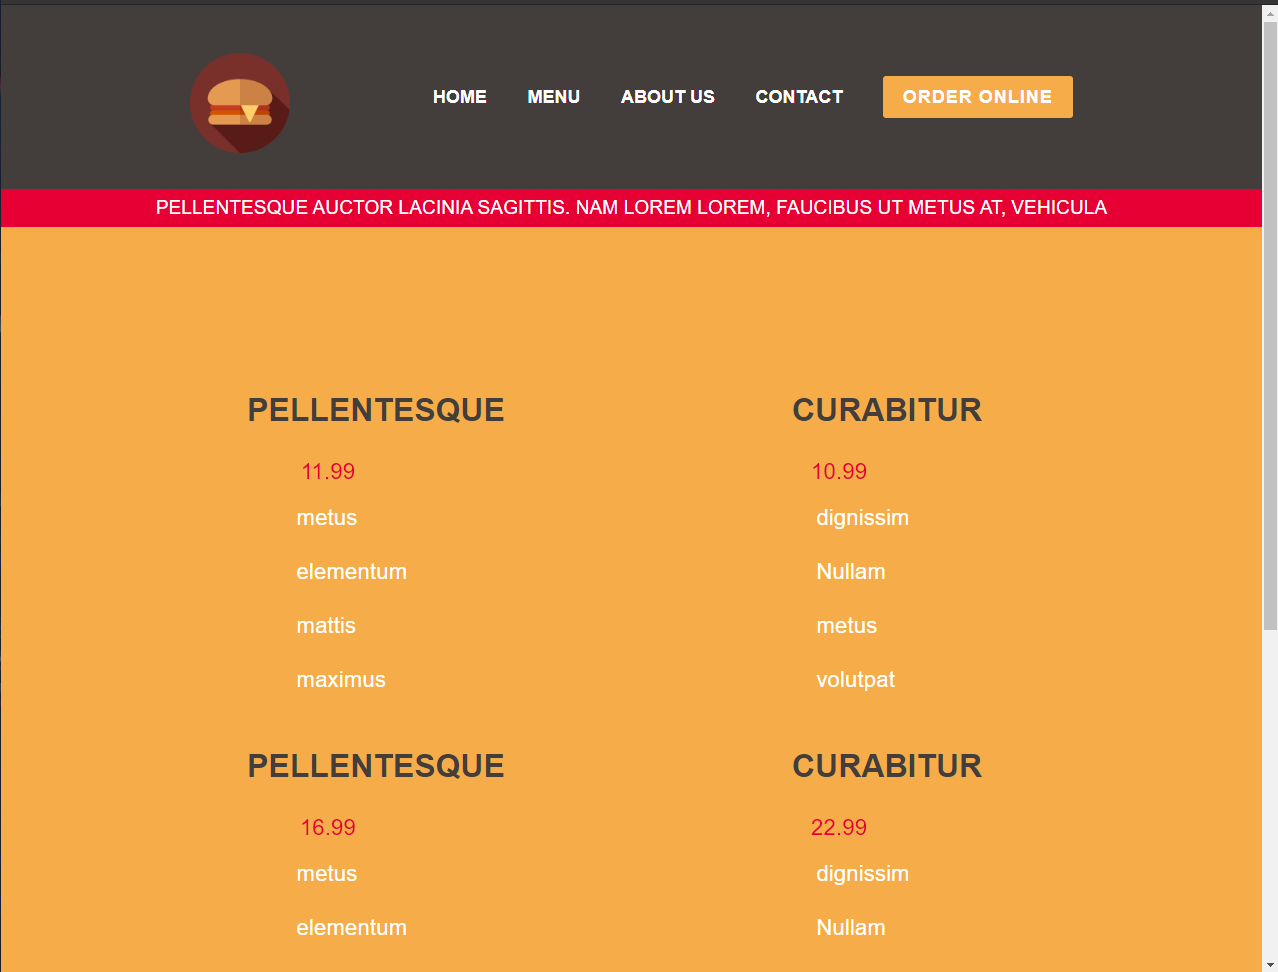 HOME MENU ABOUT US CONTACT ORDER ONLINE
PELLENTESQUE AUCTOR LACINIA SAGITTIS. NAM LOREM LOREM, FAUCIBUS UT METUS AT, VEHICULA
PELLENTESQUE
11.99
metus
elementum
mattis
maximus
CURABITUR
10.99
dignissim
Nullam
metus
volutpat
PELLENTESQUE
16.99
metus
elementum
CURABITUR
22.99
dignissim
Nullam